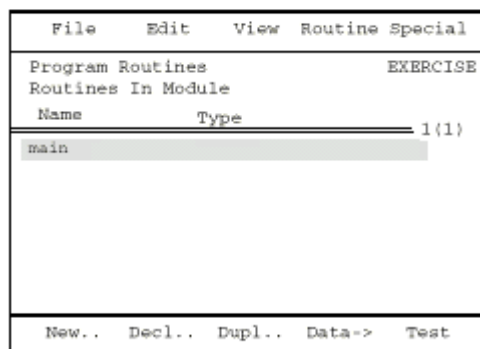 File Edit View Routine Special
Program Routines EXERCISE
Routines In Module
Name Type
1(1)
main
New.. Decl.. Dupl.. Data-> Test